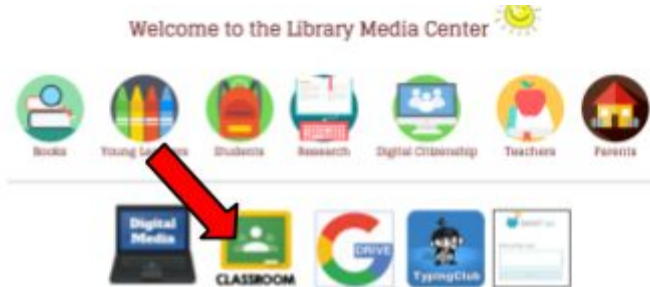 Welcome to the Library Media Center
Books Young Learners Students Research Digital Citizenship Teachers Parents
Digital
Media
DRIVE
CLASSROOM TypingClub